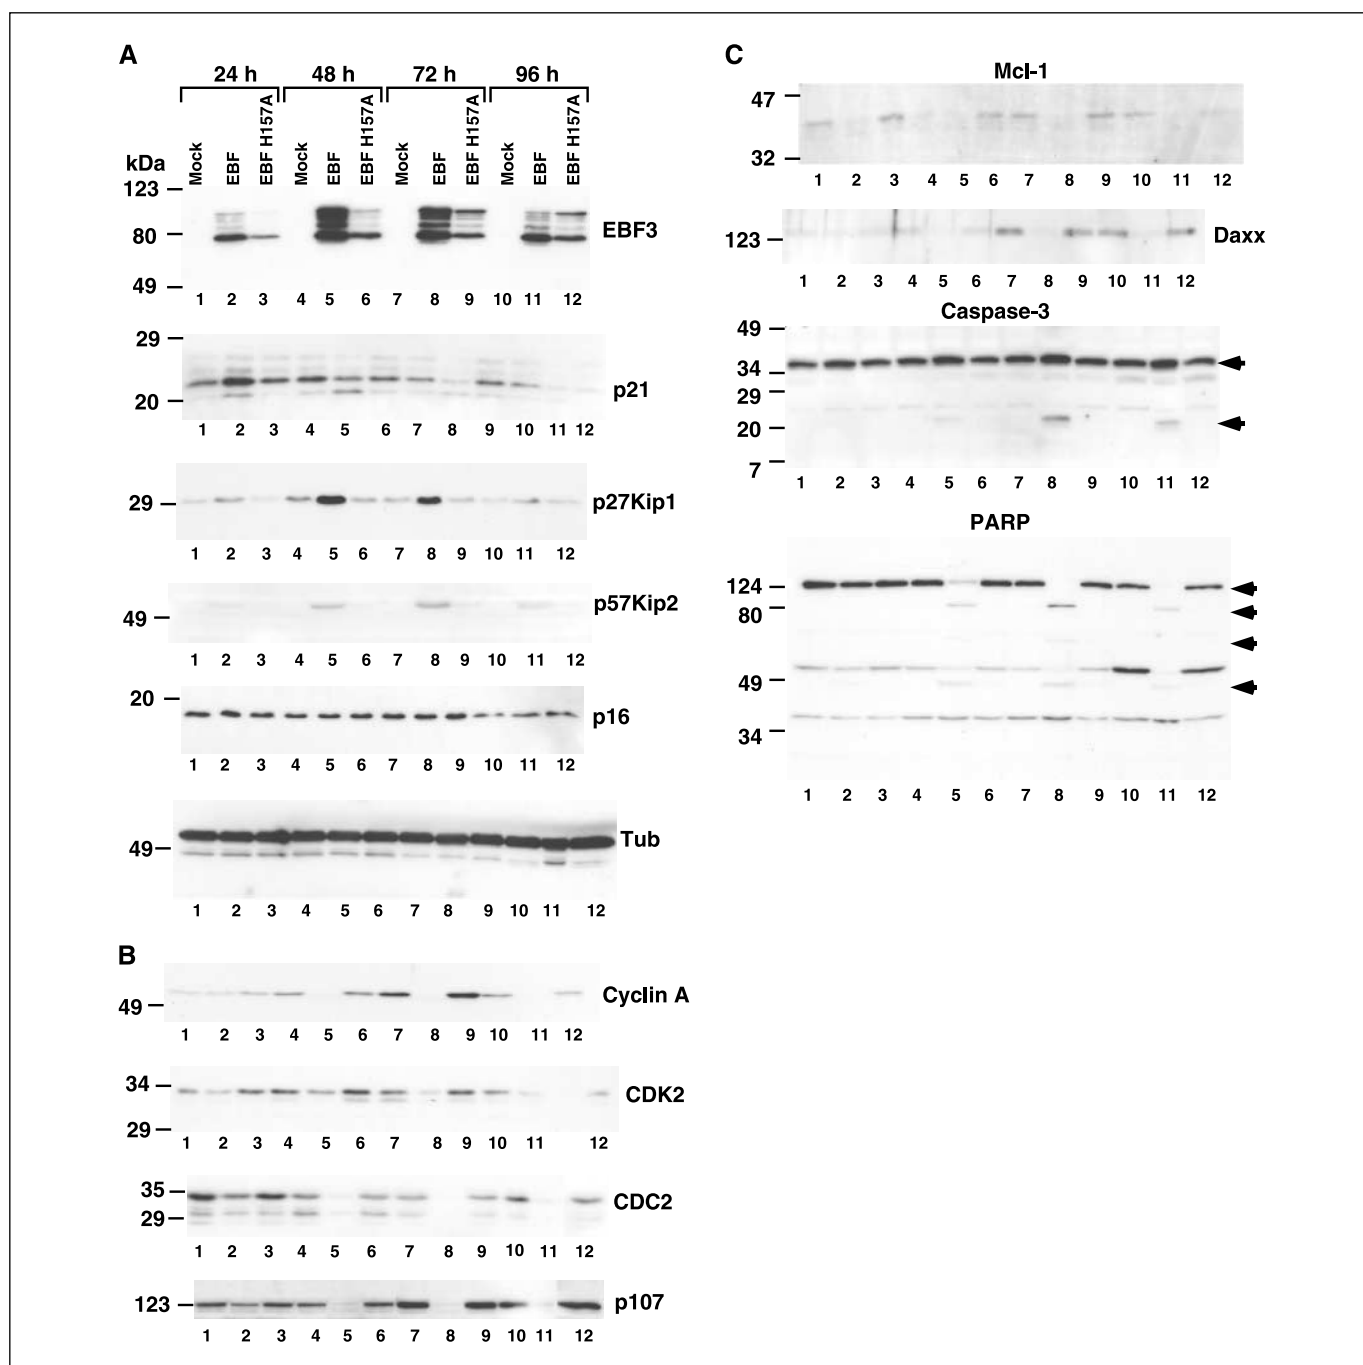 A
24 h 48 h 72 h 96 h
kDa
Mock EBF EBF H157A Mock EBF EBF H157A Mock EBF EBF H157A Mock EBF EBF H157A
123
80
49
EBF3
1 2 3 4 5 6 7 8 9 10 11 12
29
20
p21
1 2 3 4 5 6 7 8 9 10 11 12
29
p27Kip1
1 2 3 4 5 6 7 8 9 10 11 12
49
p57Kip2
1 2 3 4 5 6 7 8 9 10 11 12
20
p16
1 2 3 4 5 6 7 8 9 10 11 12
49
Tub
1 2 3 4 5 6 7 8 9 10 11 12
B
49
Cyclin A
1 2 3 4 5 6 7 8 9 10 11 12
34
29
CDK2
1 2 3 4 5 6 7 8 9 10 11 12
35
29
CDC2
1 2 3 4 5 6 7 8 9 10 11 12
123
p107
1 2 3 4 5 6 7 8 9 10 11 12
C
Mcl-1
47
32
1 2 3 4 5 6 7 8 9 10 11 12
123
Daxx
1 2 3 4 5 6 7 8 9 10 11 12
Caspase-3
49
34
29
20
7
1 2 3 4 5 6 7 8 9 10 11 12
PARP
124
80
49
34
1 2 3 4 5 6 7 8 9 10 11 12